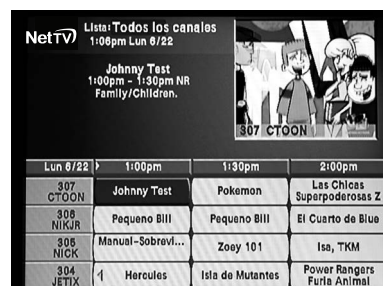 NetTV
Lista: Todos los canales
1:06pm Lun 6/22
Johnny Test
1:00pm - 1:30pm NR
Family/Children.
307 CTOON
Lun 6/22 1:00pm 1:30pm 2:00pm
307 CTOON Johnny Test Pokemon Las Chicas Superpoderosas Z
306 NIKJR Pequeno Bill Pequeno Bill El Cuarto de Blue
305 NICK Manual-Sobrevi... Zoey 101 Isa, TKM
304 JETIX Hercules Isla de Mutantes Power Rangers Furia Animal